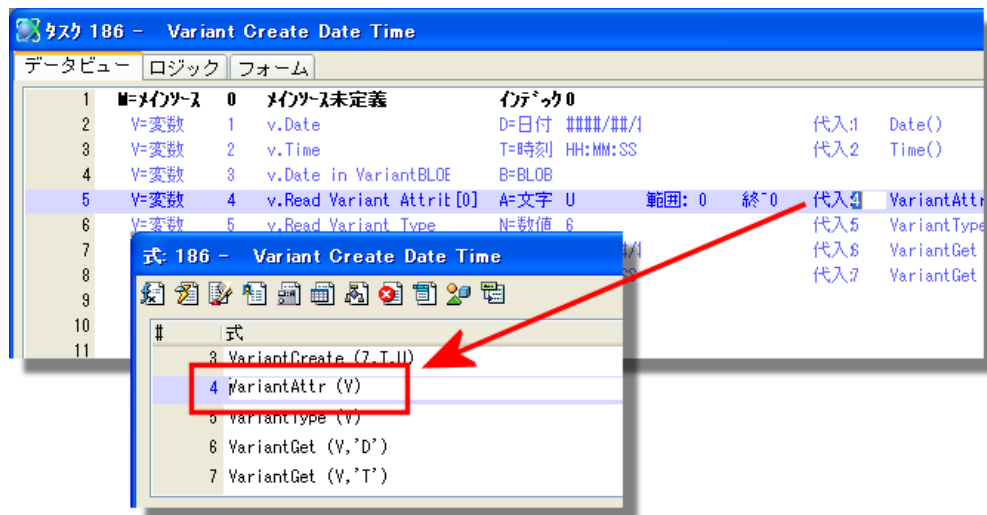 タスク 186 - Variant Create Date Time
データビュー ロジック フォーム
1 M=メインソース 0 メインソース未定義 インデックス 0
2 V=変数 1 v.Date D=日付 ####/##/ 代入:1 Date()
3 V=変数 2 v.Time T=時刻 HH:MM:SS 代入:2 Time()
4 V=変数 3 v.Date in VariantBLOB B=BLOB
5 V=変数 4 v.Read Variant Attrit[0] A=文字 U 範囲: 0 終 0 代入:4 VariantAttr
6 V=変数 5 v.Read Variant Type N=数値 6 代入:5 VariantType
7 代入:6 VariantGet
8 SS 代入:7 VariantGet
9
10
11
式: 186 - Variant Create Date Time
# 式
3 VariantCreate (7,T,U)
4 VariantAttr (V)
5 VariantType (V)
6 VariantGet (V,'D')
7 VariantGet (V,'T')